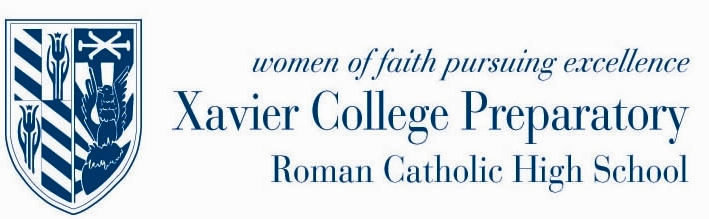 women of faith pursuing excellence
Xavier College Preparatory
Roman Catholic High School